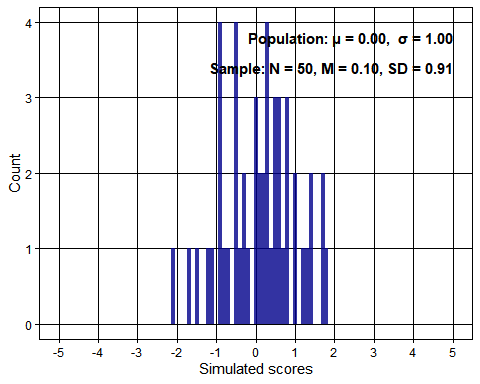 Population: μ = 0.00, σ = 1.00
Sample: N = 50, M = 0.10, SD = 0.91
4
3
2
1
0
Count
-5 -4 -3 -2 -1 0 1 2 3 4 5
Simulated scores